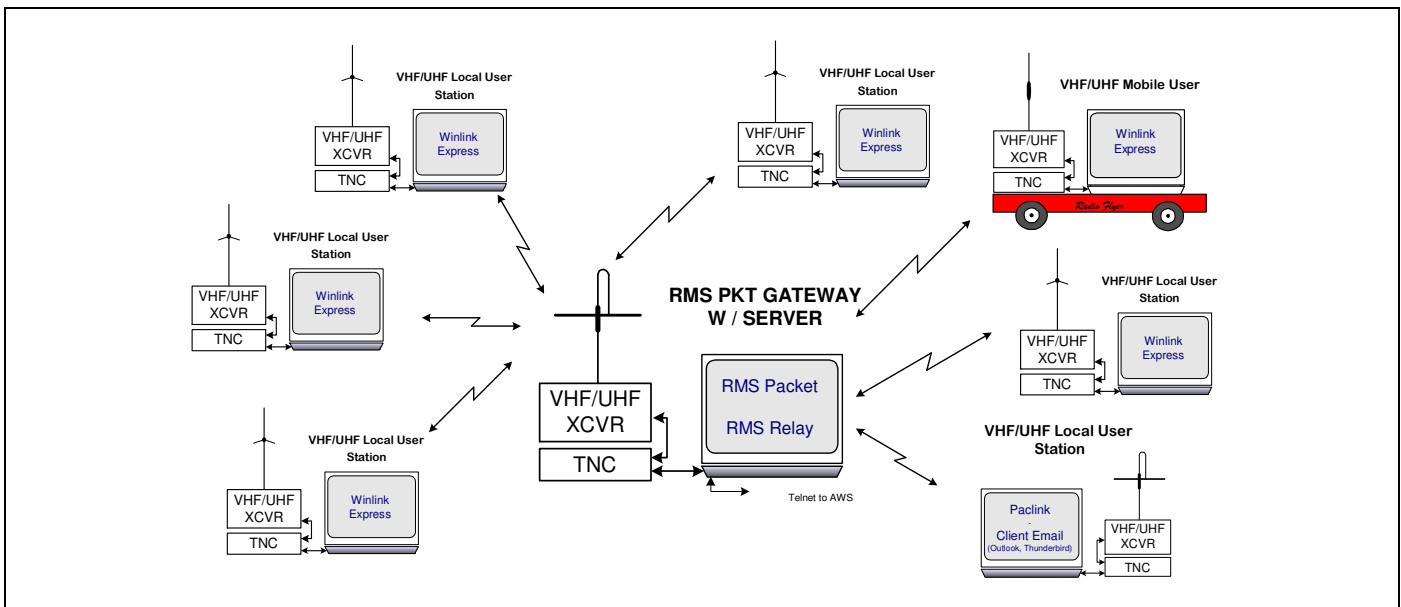 VHF/UHF Local User
Station
VHF/UHF
XCVR
TNC
Winlink
Express
VHF/UHF Local User
Station
VHF/UHF
XCVR
TNC
Winlink
Express
VHF/UHF Mobile User
VHF/UHF
XCVR
TNC
Winlink
Express
Radio Flyer
VHF/UHF Local User
Station
VHF/UHF
XCVR
TNC
Winlink
Express
RMS PKT GATEWAY
W / SERVER
VHF/UHF
XCVR
TNC
RMS Packet
RMS Relay
Telnet to AWS
VHF/UHF Local User
Station
VHF/UHF
XCVR
TNC
Winlink
Express
VHF/UHF Local User
Station
VHF/UHF
XCVR
TNC
Winlink
Express
VHF/UHF Local User
Station
Paclink
-
Client Email
(Outlook, Thunderbird)
VHF/UHF
XCVR
TNC